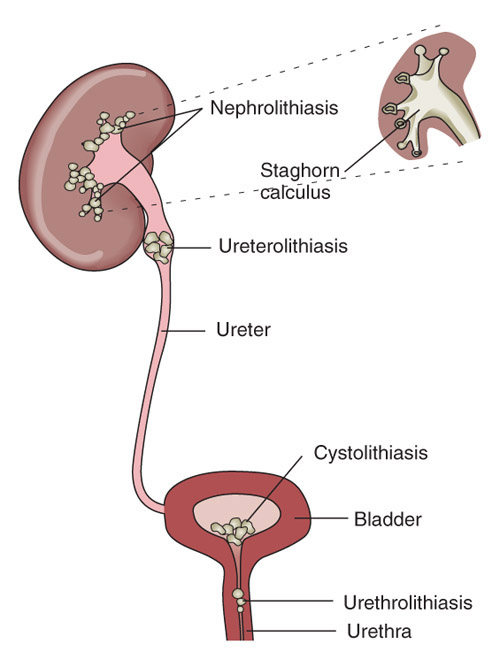 Nephrolithiasis
Staghorn
calculus
Ureterolithiasis
Ureter
Cystolithiasis
Bladder
Urethrolithiasis
Urethra